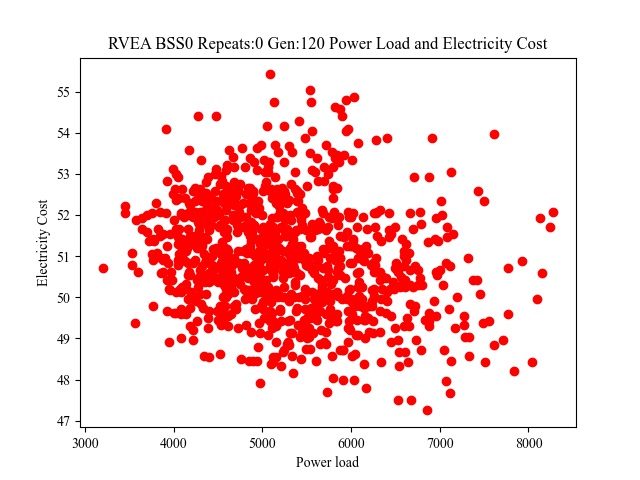 RVEA BSS0 Repeats:0 Gen:120 Power Load and Electricity Cost
55
54
53
52
51
50
49
48
47
Electricity Cost
3000 4000 5000 6000 7000 8000
Power load